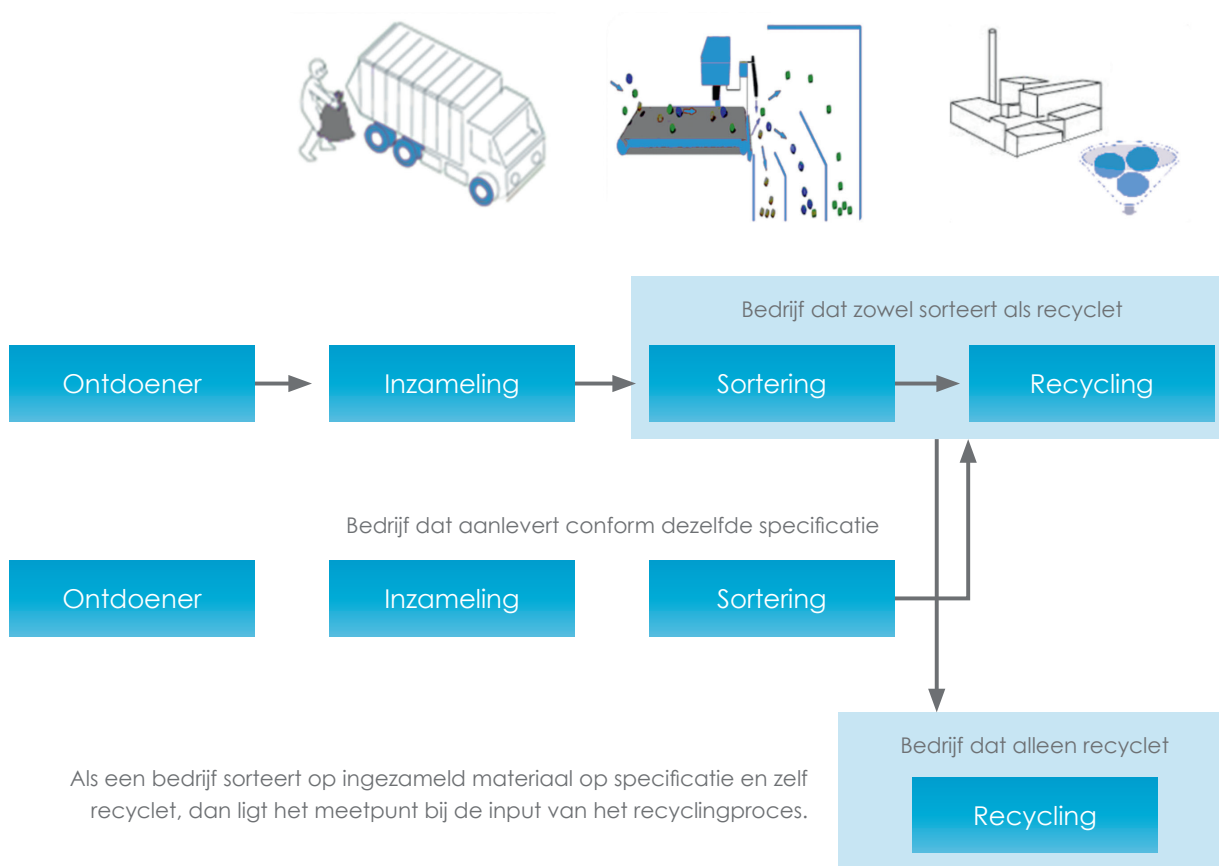 Bedrijf dat zowel sorteert als recyclet
Ontdoener
Inzameling
Sortering
Recycling
Bedrijf dat aanlevert conform dezelfde specificatie
Ontdoener
Inzameling
Sortering
Bedrijf dat alleen recyclet
Als een bedrijf sorteert op ingezameld materiaal op specificatie en zelf
recyclet, dan ligt het meetpunt bij de input van het recyclingproces.
Recycling